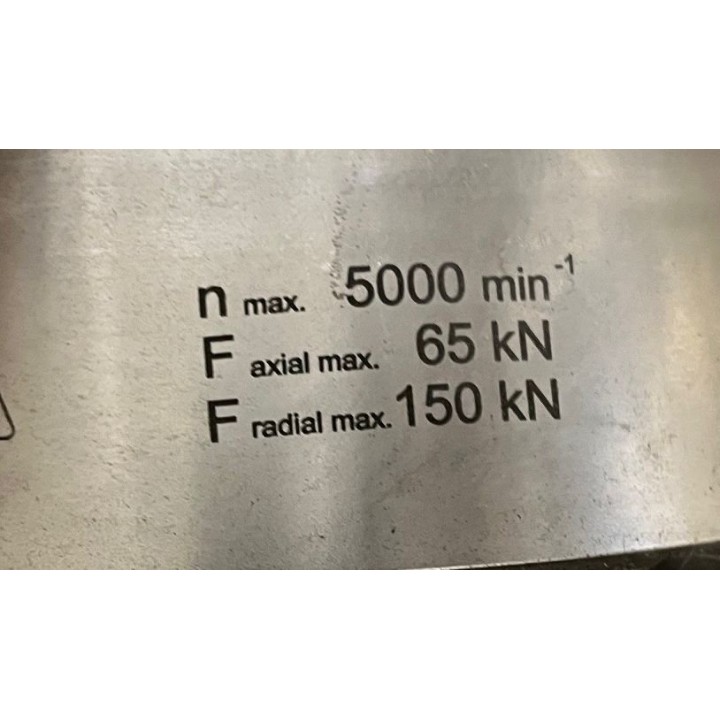 n max. 5000 min⁻¹
F axial max. 65 kN
F radial max. 150 kN